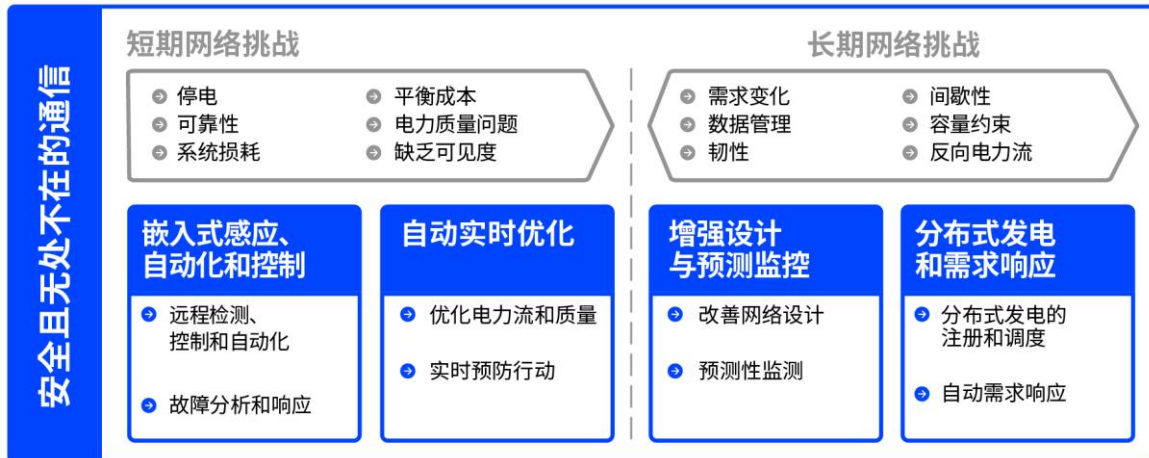 安全且无处不在的通信
短期网络挑战
停电
可靠性
系统损耗
平衡成本
电力质量问题
缺乏可见度
长期网络挑战
需求变化
数据管理
韧性
间歇性
容量约束
反向电力流
嵌入式感应、
自动化和控制
远程检测、
控制和自动化
故障分析和响应
自动实时优化
优化电力流和质量
实时预防行动
增强设计
与预测监控
改善网络设计
预测性监测
分布式发电
和需求响应
分布式发电的
注册和调度
自动需求响应